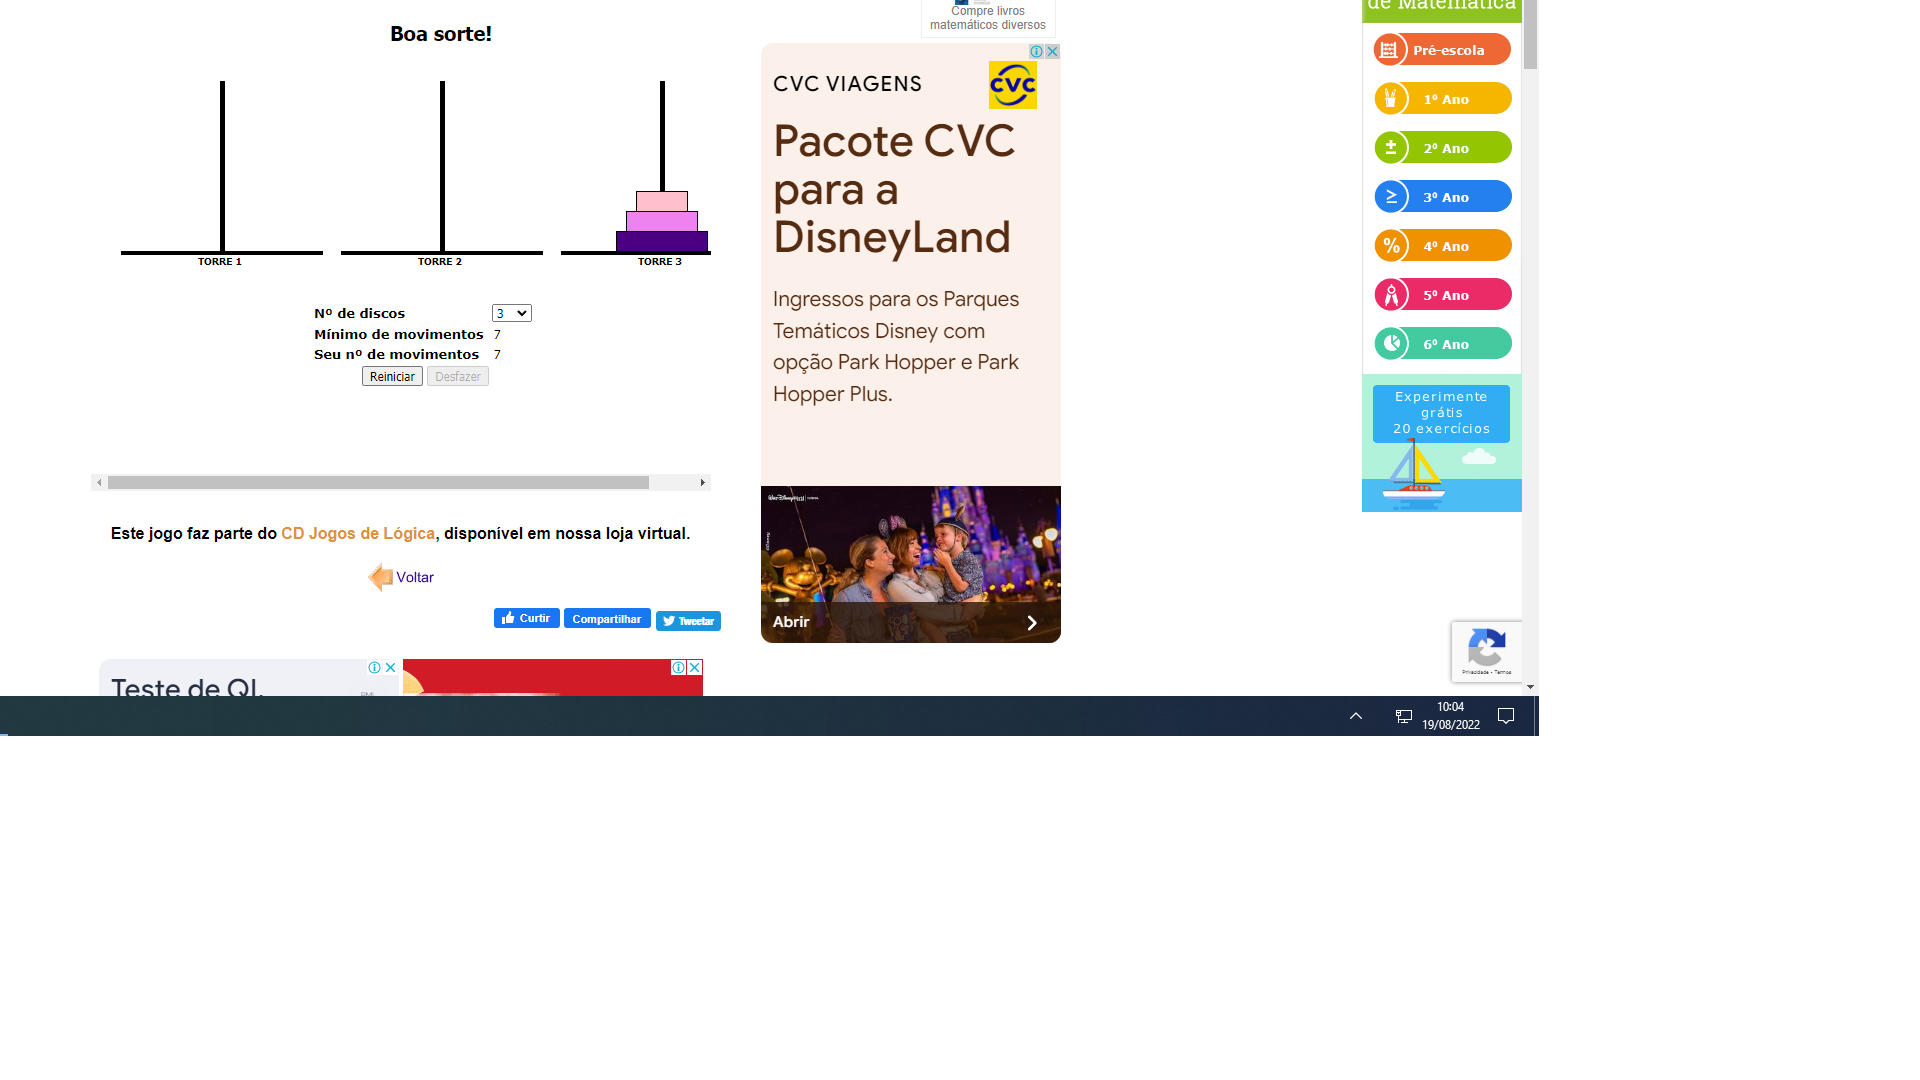 Boa sorte!
TORRE 1
TORRE 2
TORRE 3
Nº de discos 3
Mínimo de movimentos 7
Seu nº de movimentos 7
Reiniciar Desfazer
Este jogo faz parte do CD Jogos de Lógica, disponível em nossa loja virtual.
Voltar
Curtir Compartilhar Tweetar
Teste de QI.
Compre livros
matemáticos diversos
CVC VIAGENS
CVC
Pacote CVC
para a
DisneyLand
Ingressos para os Parques
Temáticos Disney com
opção Park Hopper e Park
Hopper Plus.
Abrir
de Matemática
Pré-escola
1º Ano
2º Ano
3º Ano
4º Ano
5º Ano
6º Ano
Experimente
grátis
20 exercícios
Privacidade - Termos
10:04
19/08/2022